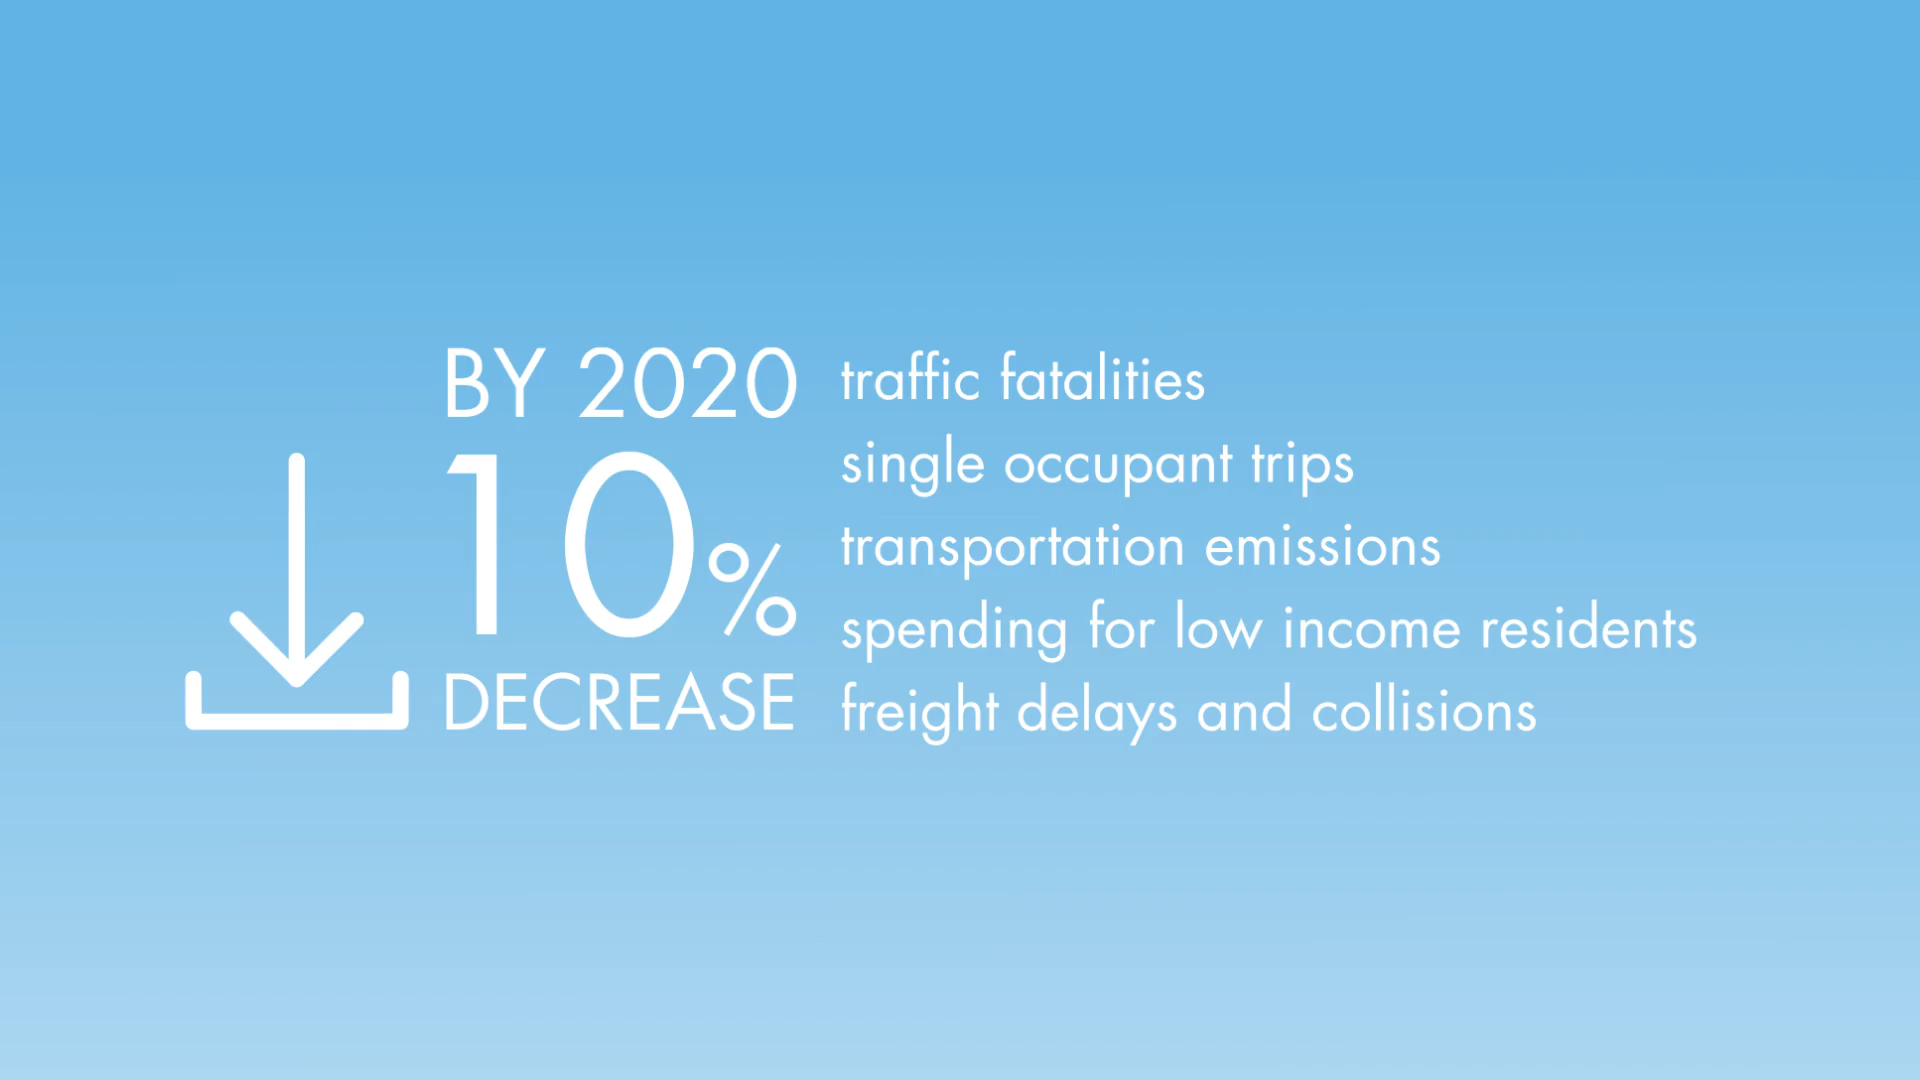 BY 2020
10%
DECREASE
traffic fatalities
single occupant trips
transportation emissions
spending for low income residents
freight delays and collisions